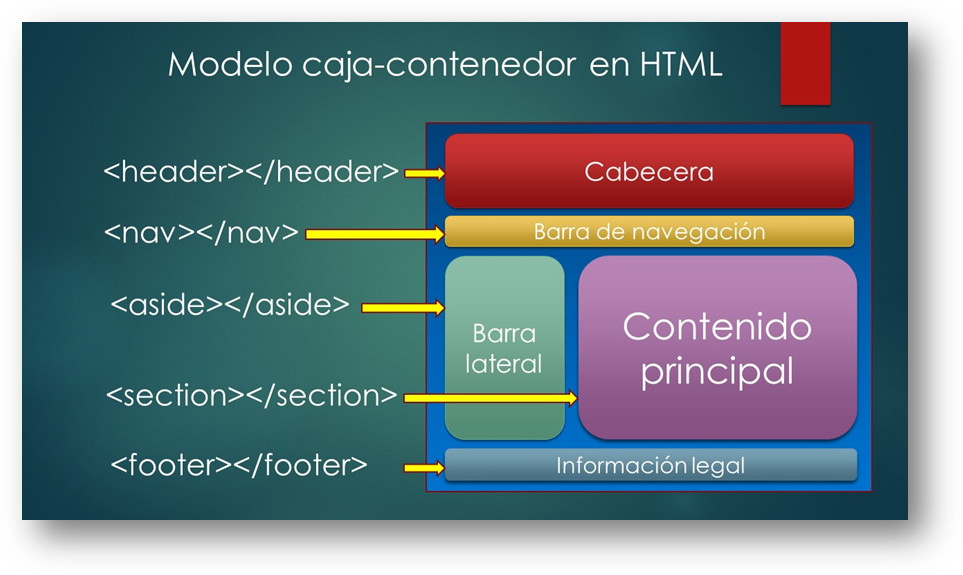 Modelo caja-contenedor en HTML
<header></header>
Cabecera
<nav></nav>
Barra de navegación
<aside></aside>
Barra
lateral
Contenido
principal
<section></section>
<footer></footer>
Información legal